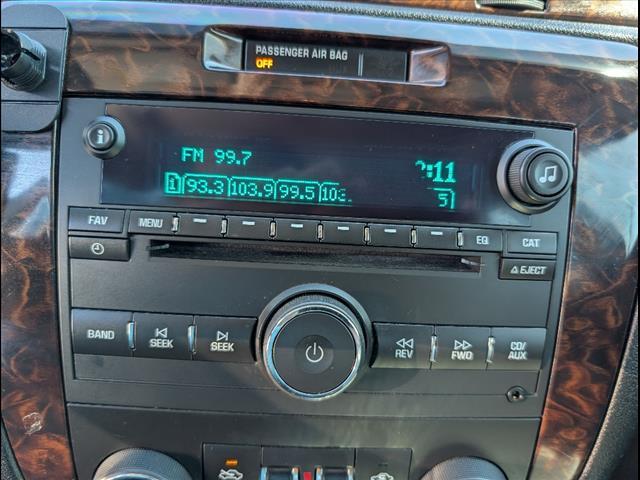 PASSENGER AIR BAG
OFF
FM 99.7
1 93.3 103.9 99.5
FAV MENU EQ CAT
EJECT
BAND SEEK SEEK REV FWD CD/AUX